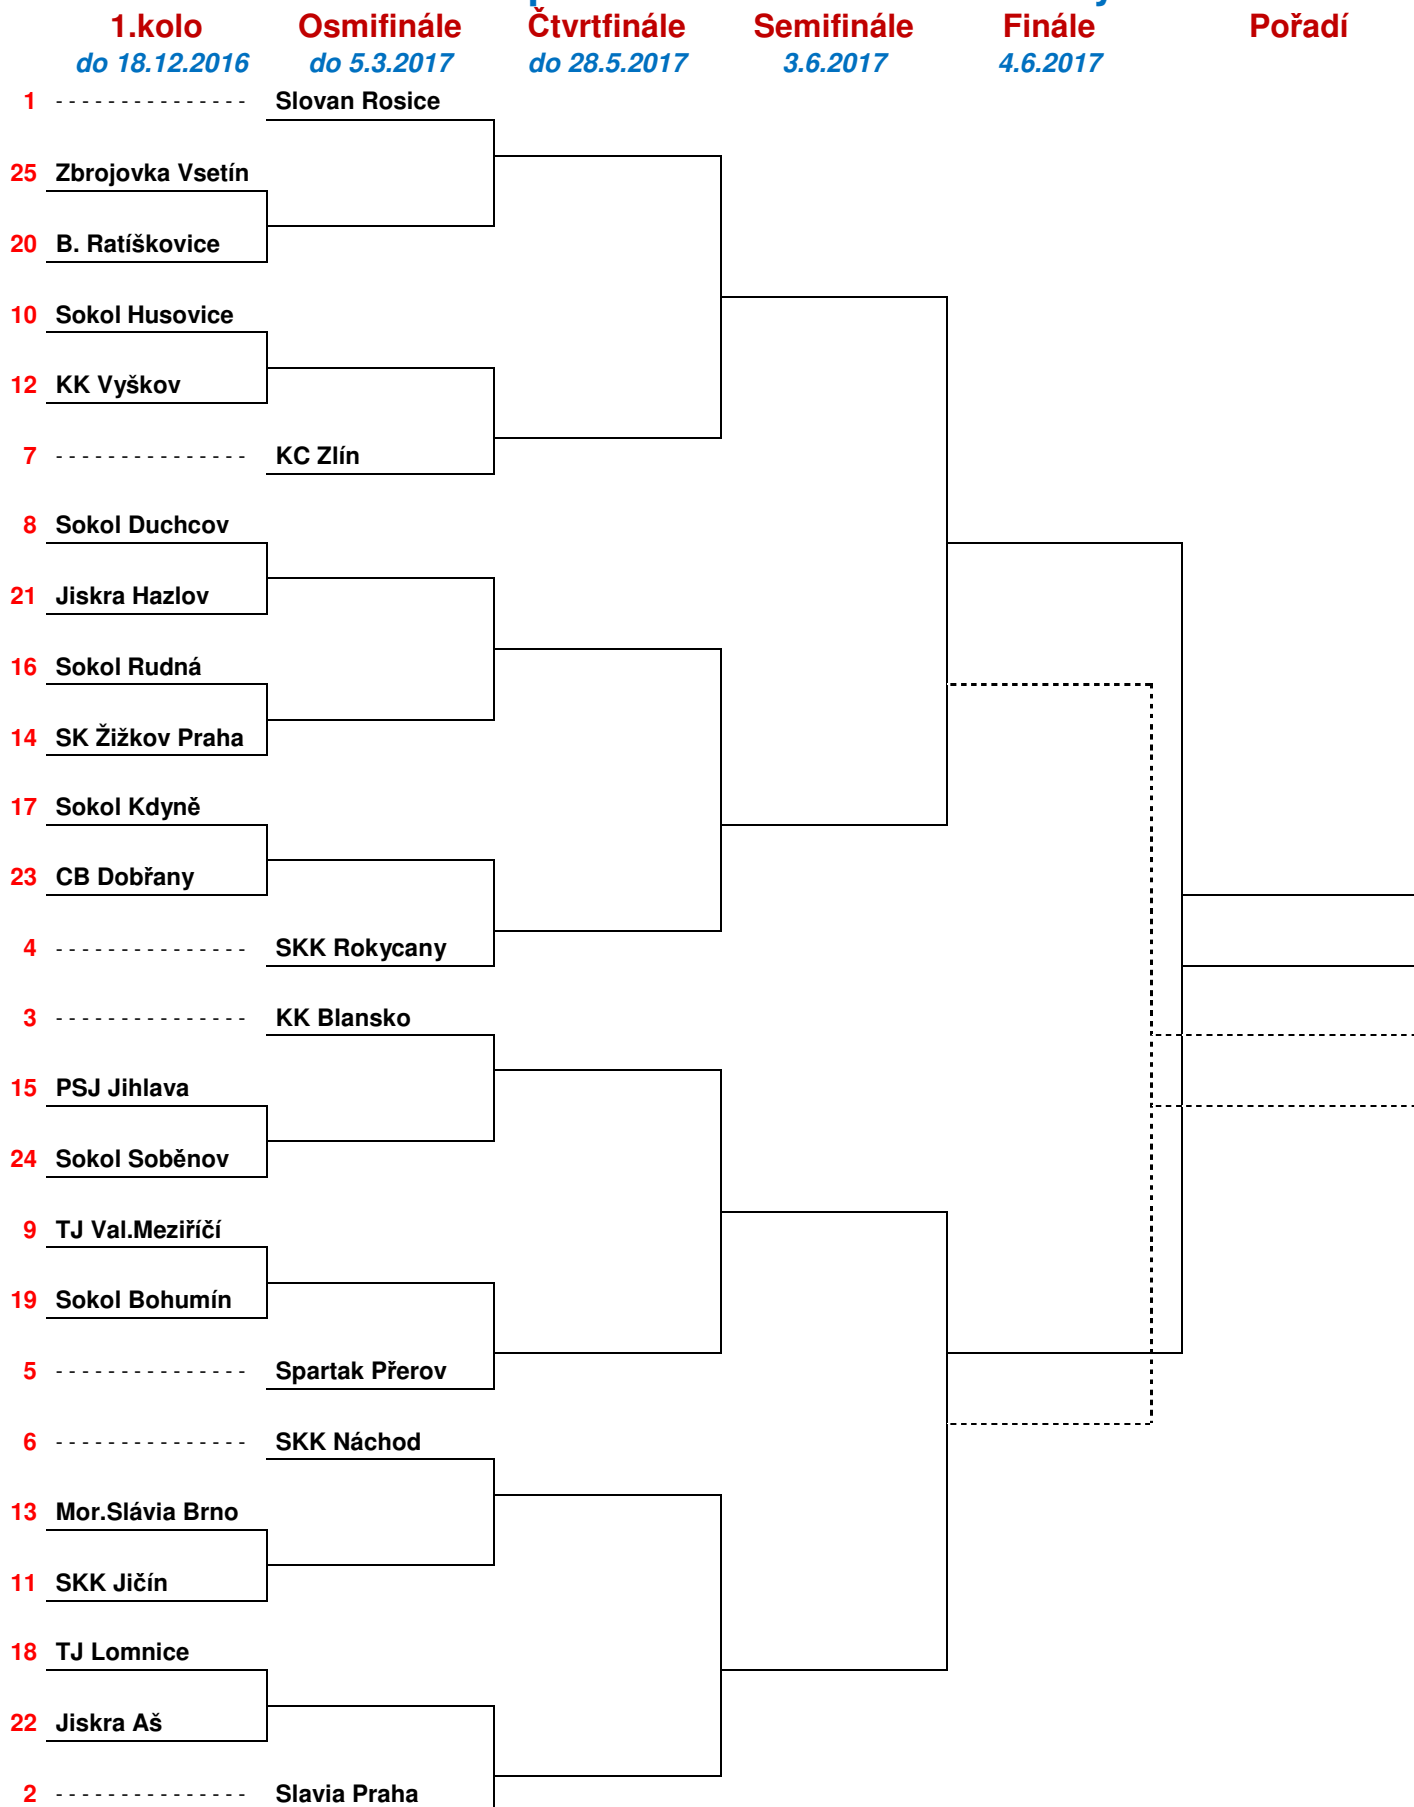 1.kolo Osmifinále Čtvrtfinále Semifinále Finále Pořadí
do 18.12.2016 do 5.3.2017 do 28.5.2017 3.6.2017 4.6.2017
1 - - - - - - - - - - - - - - - Slovan Rosice
25 Zbrojovka Vsetín
20 B. Ratíškovice
10 Sokol Husovice
12 KK Vyškov
7 - - - - - - - - - - - - - - - KC Zlín
8 Sokol Duchcov
21 Jiskra Hazlov
16 Sokol Rudná
14 SK Žižkov Praha
17 Sokol Kdyně
23 CB Dobřany
4 - - - - - - - - - - - - - - - SKK Rokycany
3 - - - - - - - - - - - - - - - KK Blansko
15 PSJ Jihlava
24 Sokol Soběnov
9 TJ Val.Meziříčí
19 Sokol Bohumín
5 - - - - - - - - - - - - - - - Spartak Přerov
6 - - - - - - - - - - - - - - - SKK Náchod
13 Mor.Slávia Brno
11 SKK Jičín
18 TJ Lomnice
22 Jiskra Aš
2 - - - - - - - - - - - - - - - Slavia Praha